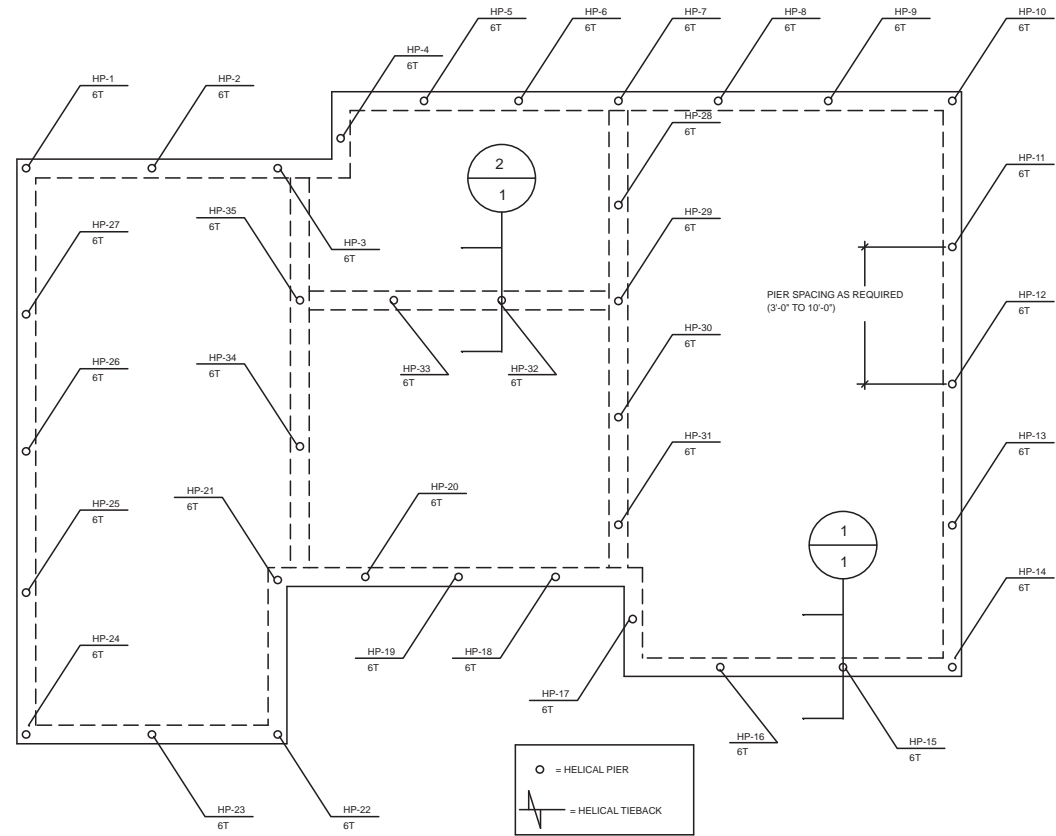 HP-5
6T
HP-6
6T
HP-7
6T
HP-8
6T
HP-9
6T
HP-10
6T
HP-4
6T
HP-1
6T
HP-2
6T
HP-28
6T
2
1
HP-11
6T
HP-35
6T
HP-29
6T
HP-27
6T
HP-3
6T
PIER SPACING AS REQUIRED
(3'-0" TO 10'-0")
HP-12
6T
HP-30
6T
HP-34
6T
HP-26
6T
HP-33
6T
HP-32
6T
HP-31
6T
HP-13
6T
HP-21
6T
HP-20
6T
HP-25
6T
1
1
HP-14
6T
HP-24
6T
HP-19
6T
HP-18
6T
HP-17
6T
HP-16
6T
HP-15
6T
= HELICAL PIER
= HELICAL TIEBACK
HP-23
6T
HP-22
6T